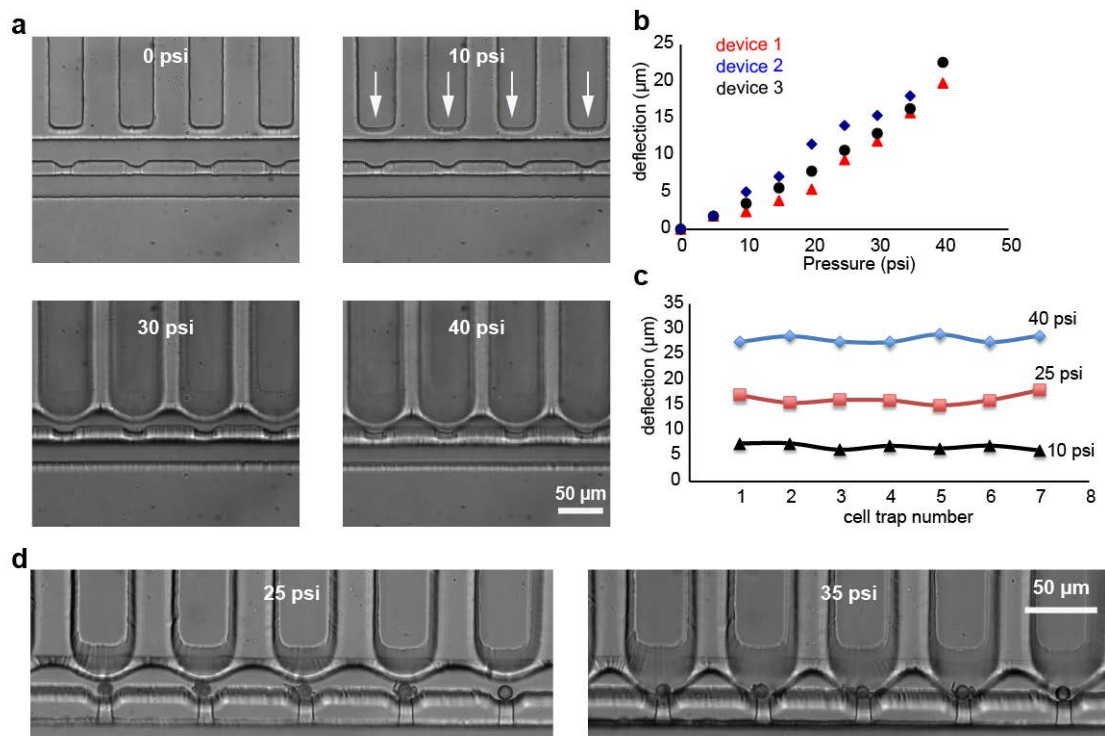 a
0 psi
10 psi
30 psi
40 psi
50 µm
b
device 1
device 2
device 3
deflection (µm)
25
20
15
10
5
0
0 10 20 30 40 50
Pressure (psi)
c
deflection (µm)
35
30
25
20
15
10
5
0
40 psi
25 psi
10 psi
1 2 3 4 5 6 7 8
cell trap number
d
25 psi
35 psi
50 µm